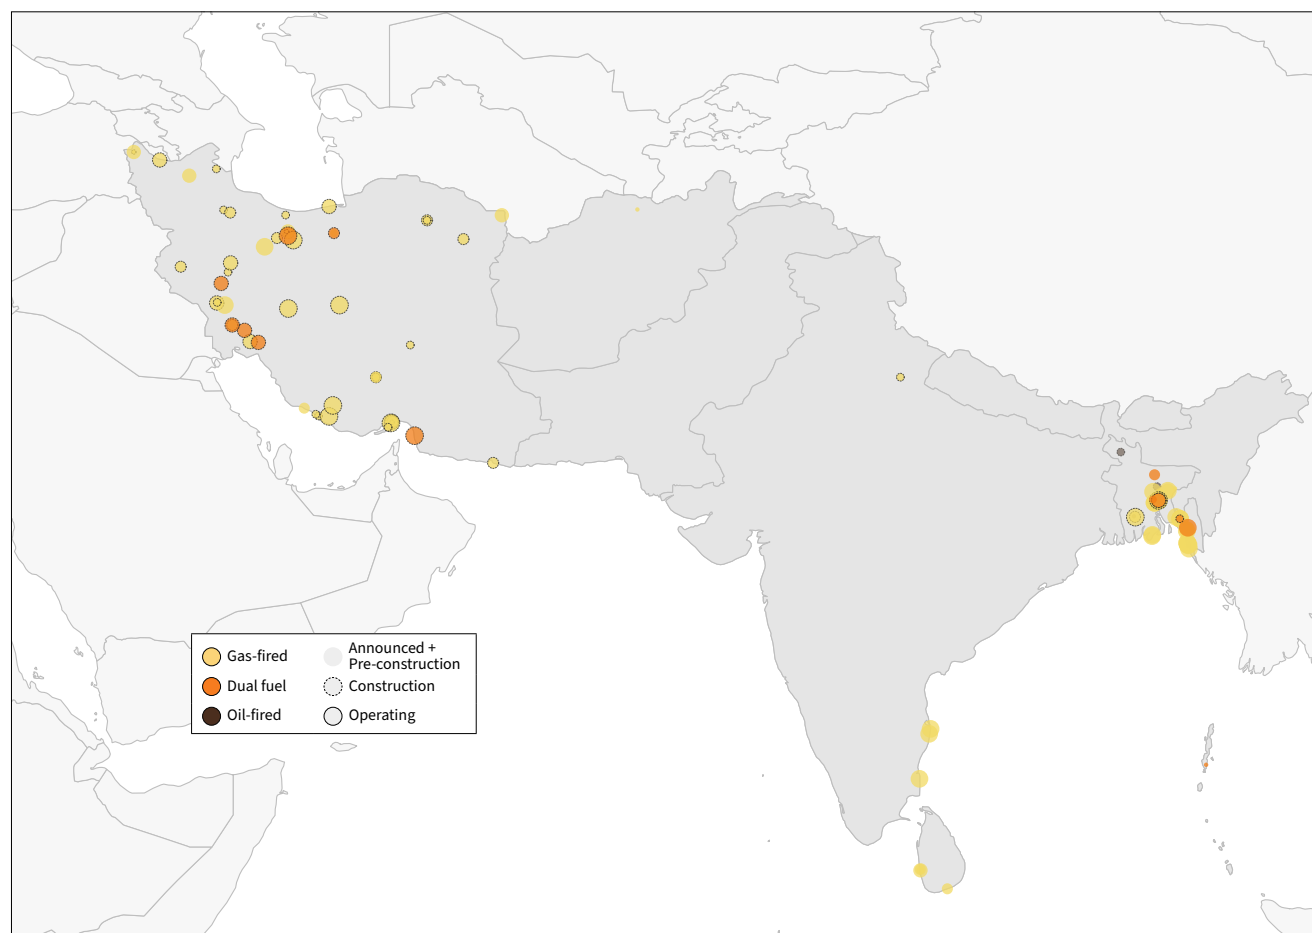 Gas-fired
Dual fuel
Oil-fired
Announced +
Pre-construction
Construction
Operating